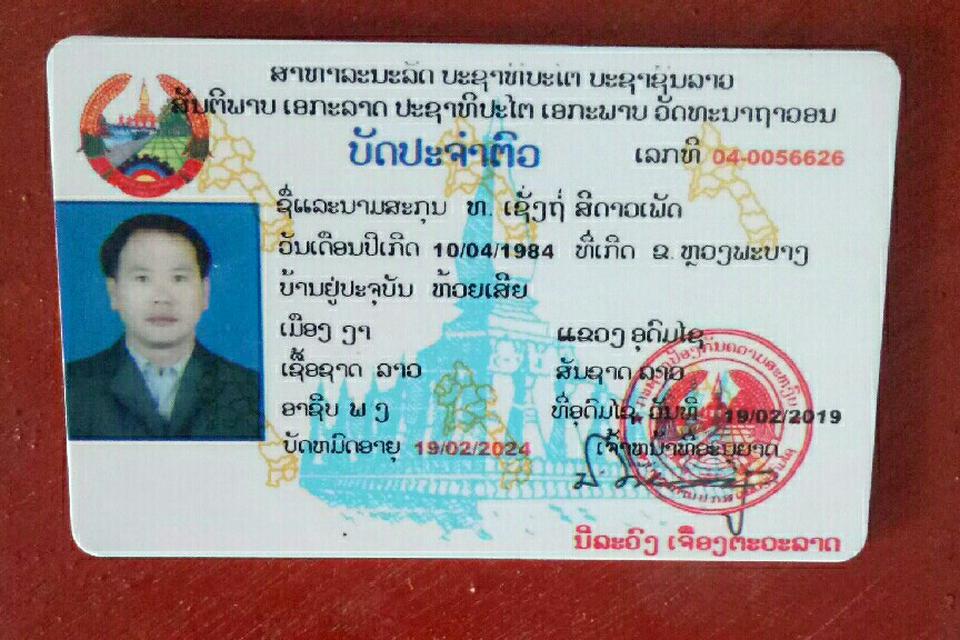 ສາທາລະນະລັດ ປະຊາທິປະໄຕ ປະຊາຊົນລາວ
ສັນຕິພາບ ເອກະລາດ ປະຊາທິປະໄຕ ເອກະພາບ ວັດທະນາຖາວອນ
ບັດປະຈຳຕົວ ເລກທີ 04-0056626
ຊື່ແລະນາມສະກຸນ ທ. ເຊັ່ງຖໍ່ ສີດາວເພັດ
ວັນເດືອນປີເກີດ 10/04/1984 ທີ່ເກີດ ຂ. ຫຼວງພະບາງ
ບ້ານຢູ່ປະຈຸບັນ ຫ້ວຍເສີຍ
ເມືອງ ງາ ແຂວງ ອຸດົມໄຊ
ເຊື້ອຊາດ ລາວ ສັນຊາດ ລາວ
ອາຊີບ ພ ງ ທີ່ອຸດົມໄຊ, ວັນທີ 19/02/2019
ບັດຫມົດອາຍຸ 19/02/2024 ເຈົ້າຫນ້າທີ່ອະນຸຍາດ
ນີລະວົງ ເຈືອງຕະວະລາດ